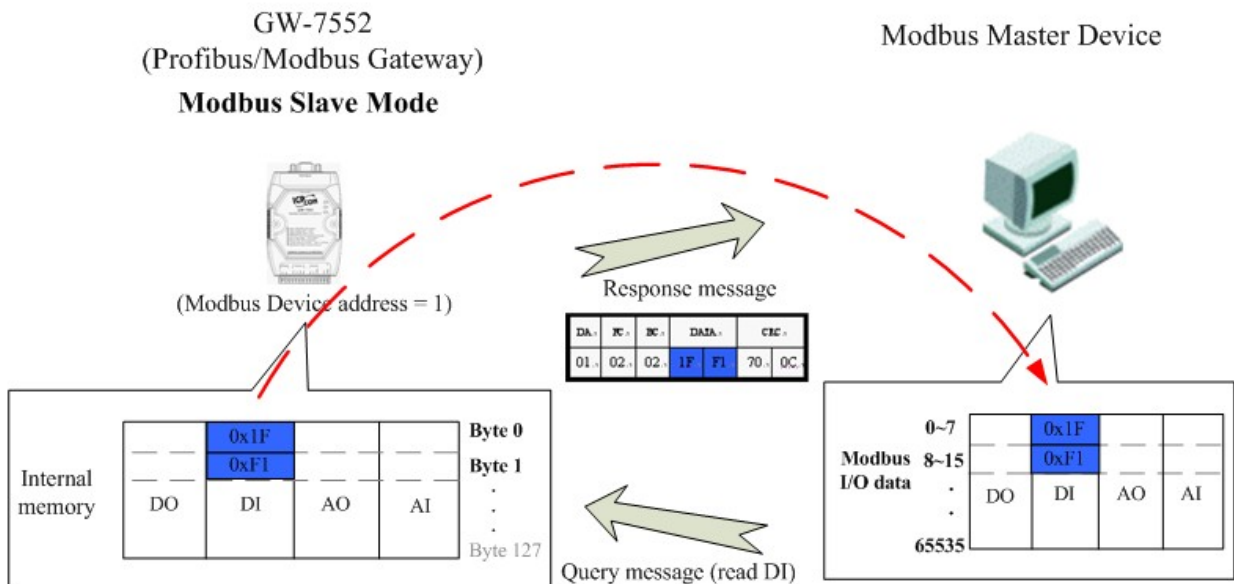 GW-7552
(Profibus/Modbus Gateway)
Modbus Slave Mode
Modbus Master Device
ICP CON
(Modbus Device address = 1)
Response message
DA FC BC DATA CRC
01 02 02 1F F1 70 0C
Internal memory
0x1F
0xF1
DO DI AO AI
Byte 0
Byte 1
.
.
.
Byte 127
Query message (read DI)
Modbus
I/O data
0~7
8~15
.
.
65535
0x1F
0xF1
DO DI AO AI